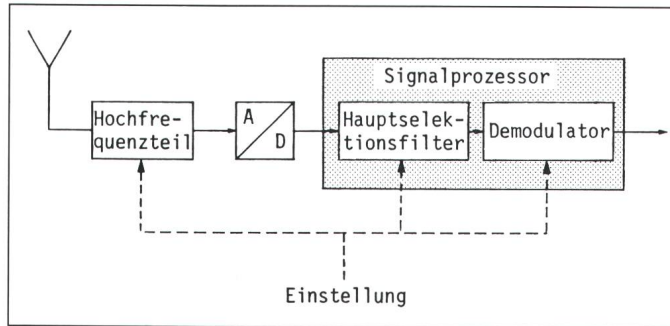 Signalprozessor
Hochfre-
quenzteil
A
D
Hauptselek-
tionsfilter
Demodulator
Einstellung